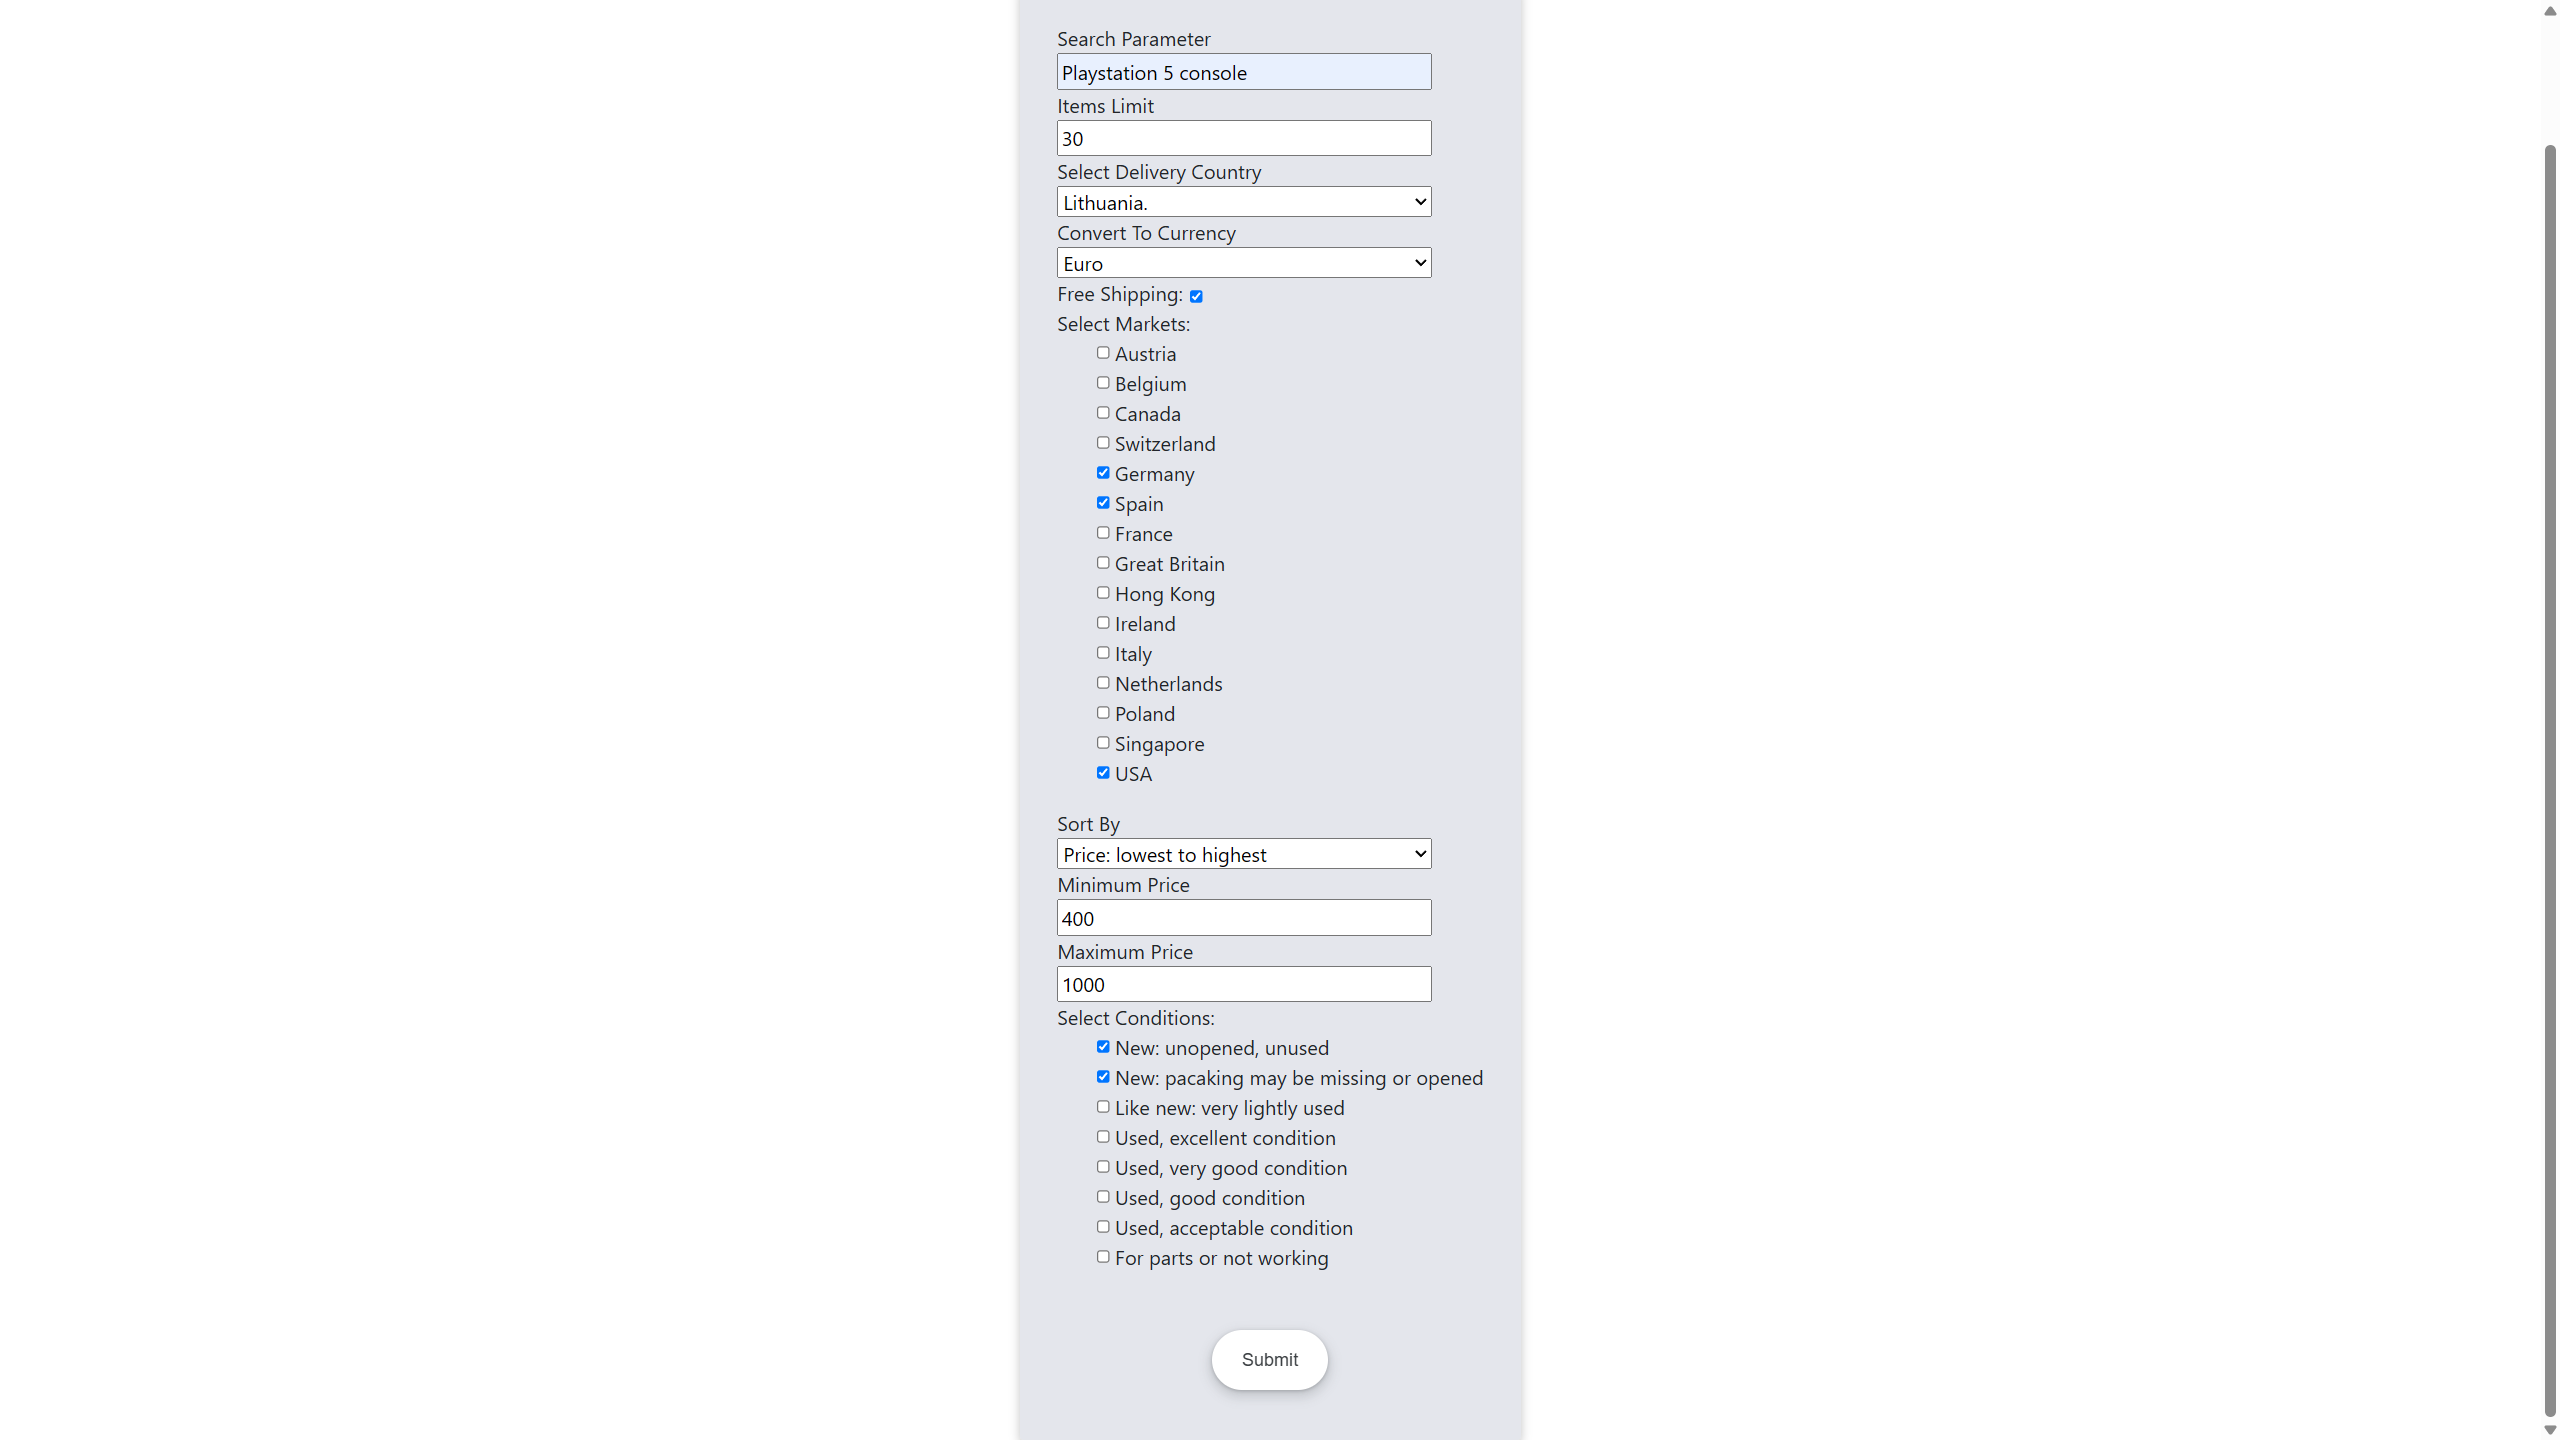 Search Parameter
Playstation 5 console
Items Limit
30
Select Delivery Country
Lithuania.
Convert To Currency
Euro
Free Shipping:
Select Markets:
Austria
Belgium
Canada
Switzerland
Germany
Spain
France
Great Britain
Hong Kong
Ireland
Italy
Netherlands
Poland
Singapore
USA
Sort By
Price: lowest to highest
Minimum Price
400
Maximum Price
1000
Select Conditions:
New: unopened, unused
New: pacaking may be missing or opened
Like new: very lightly used
Used, excellent condition
Used, very good condition
Used, good condition
Used, acceptable condition
For parts or not working
Submit